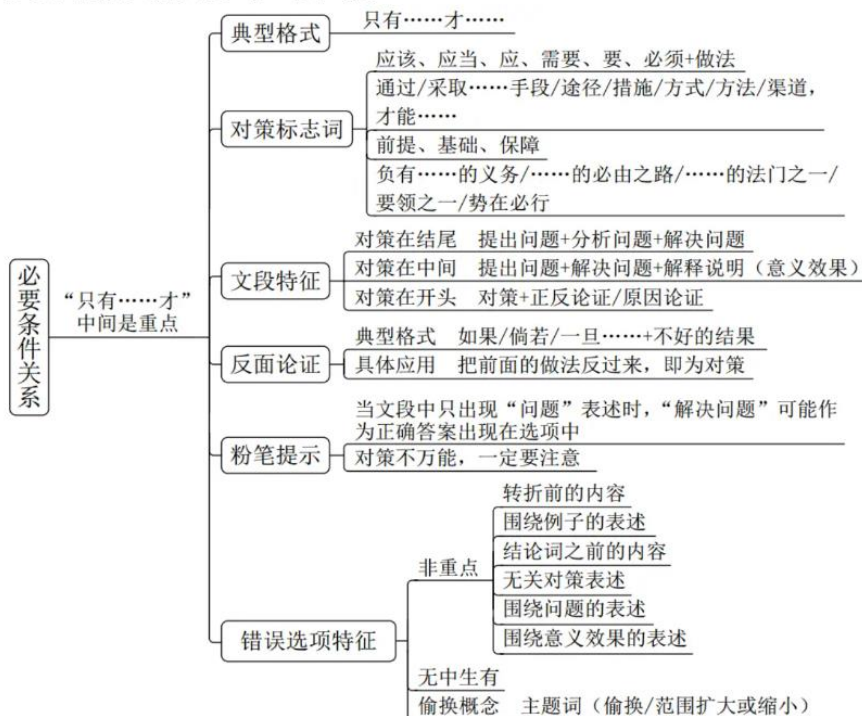 必要条件关系
“只有……才”
中间是重点
典型格式
只有……才……
对策标志词
应该、应当、应、需要、要、必须+做法
通过/采取……手段/途径/措施/方式/方法/渠道，
才能……
前提、基础、保障
负有……的义务/……的必由之路/……的法门之一/
要领之一/势在必行
文段特征
对策在结尾 提出问题+分析问题+解决问题
对策在中间 提出问题+解决问题+解释说明（意义效果）
对策在开头 对策+正反论证/原因论证
反面论证
典型格式 如果/倘若/一旦……+不好的结果
具体应用 把前面的做法反过来，即为对策
粉笔提示
当文段中只出现“问题”表述时，“解决问题”可能作
为正确答案出现在选项中
对策不万能，一定要注意
错误选项特征
非重点
转折前的内容
围绕例子的表述
结论词之前的内容
无关对策表述
围绕问题的表述
围绕意义效果的表述
无中生有
偷换概念 主题词（偷换/范围扩大或缩小）